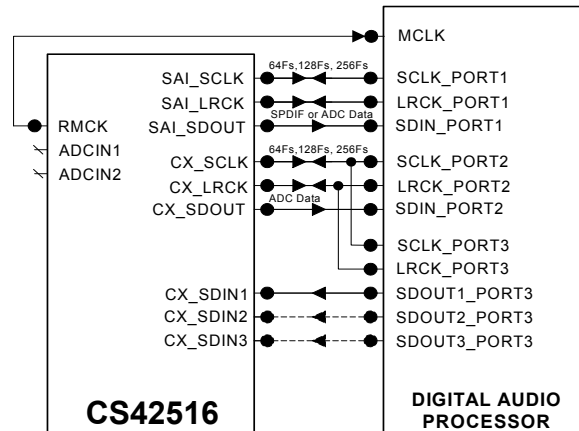 MCLK
64Fs,128Fs, 256Fs
SAI_SCLK
SCLK_PORT1
SAI_LRCK
LRCK_PORT1
SPDIF or ADC Data
RMCK
SAI_SDOUT
SDIN_PORT1
ADCIN1
64Fs,128Fs, 256Fs
CX_SCLK
SCLK_PORT2
ADCIN2
CX_LRCK
LRCK_PORT2
ADC Data
CX_SDOUT
SDIN_PORT2
SCLK_PORT3
LRCK_PORT3
CX_SDIN1
SDOUT1_PORT3
CX_SDIN2
SDOUT2_PORT3
CX_SDIN3
SDOUT3_PORT3
CS42516
DIGITAL AUDIO
PROCESSOR